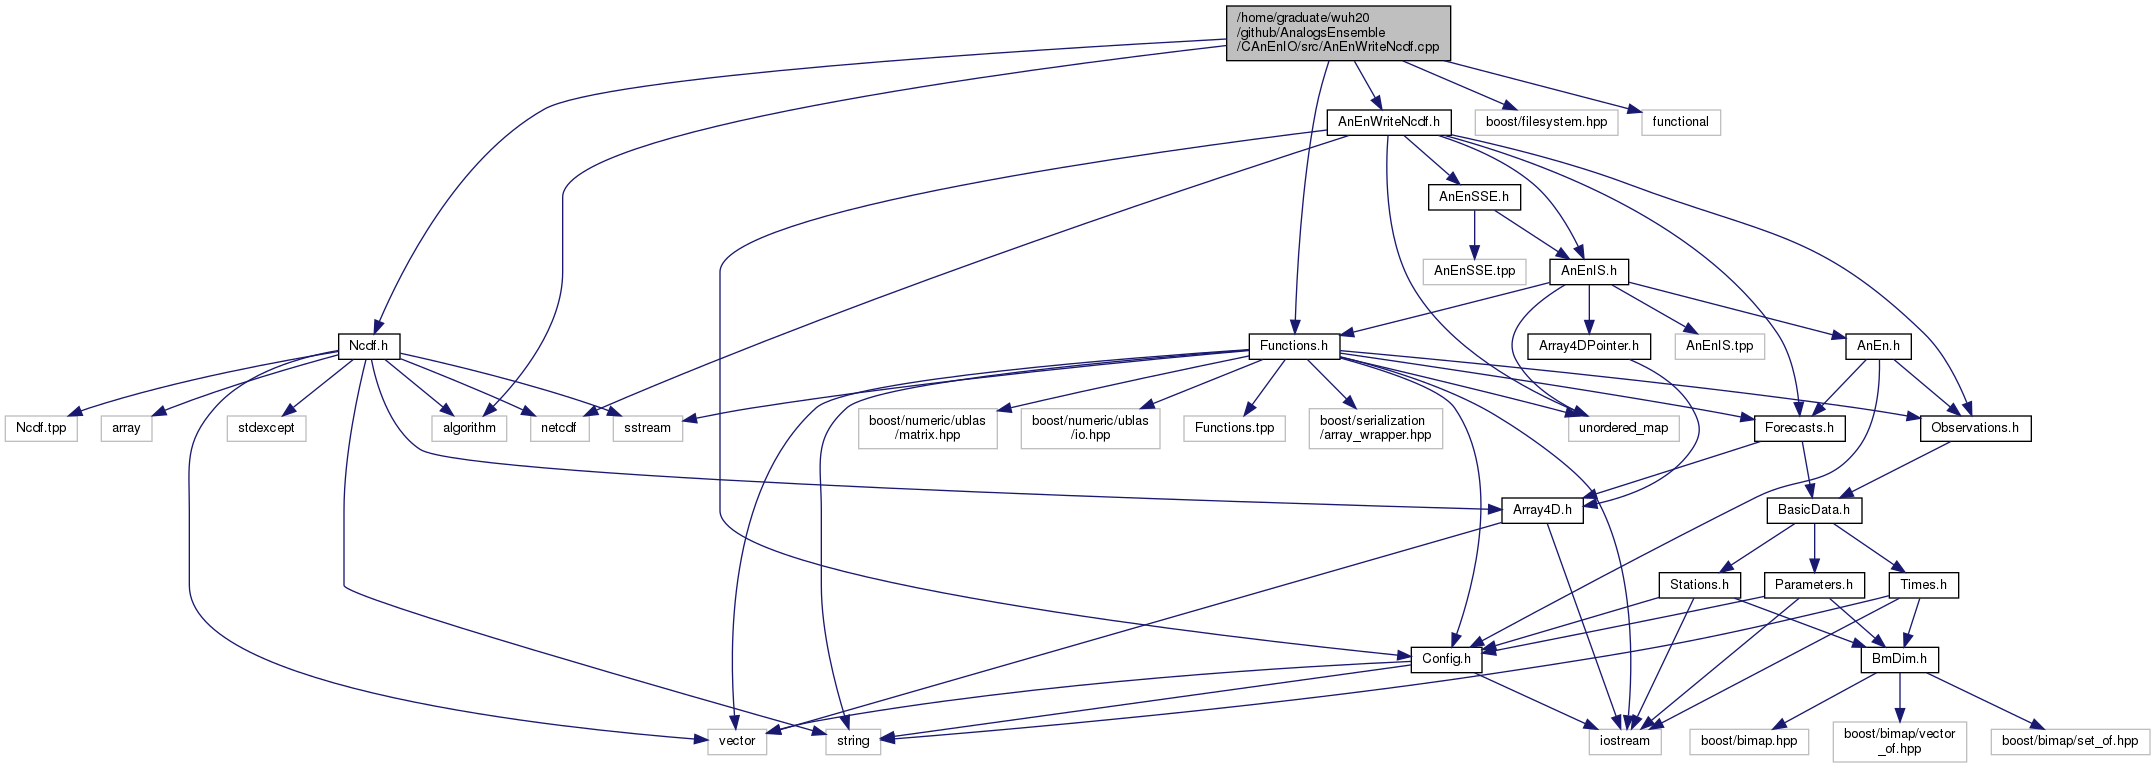 /home/graduate/wuh20
/github/AnalogsEnsemble
/CAnEnIO/src/AnEnWriteNcdf.cpp
AnEnWriteNcdf.h
boost/filesystem.hpp
functional
AnEnSSE.h
AnEnSSE.tpp
AnEnIS.h
Ncdf.h
Functions.h
Array4DPointer.h
AnEnIS.tpp
AnEn.h
Ncdf.tpp
array
stdexcept
algorithm
netcdf
sstream
boost/numeric/ublas
/matrix.hpp
boost/numeric/ublas
/io.hpp
Functions.tpp
boost/serialization
/array_wrapper.hpp
unordered_map
Forecasts.h
Observations.h
Array4D.h
BasicData.h
Stations.h
Parameters.h
Times.h
Config.h
BmDim.h
vector
string
iostream
boost/bimap.hpp
boost/bimap/vector
_of.hpp
boost/bimap/set_of.hpp